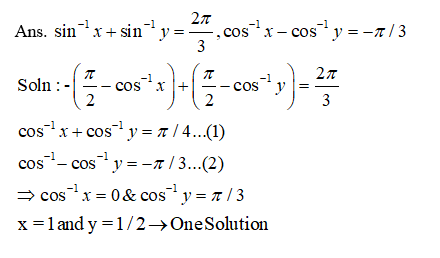 Ans. sin⁻¹ x + sin⁻¹ y = 2π/3, cos⁻¹ x − cos⁻¹ y = −π / 3
Soln : -(π/2 − cos⁻¹ x) + (π/2 − cos⁻¹ y) = 2π/3
cos⁻¹ x + cos⁻¹ y = π / 4...(1)
cos⁻¹ − cos⁻¹ y = −π / 3...(2)
⇒ cos⁻¹ x = 0 & cos⁻¹ y = π / 3
x = 1 and y = 1 / 2 → One Solution